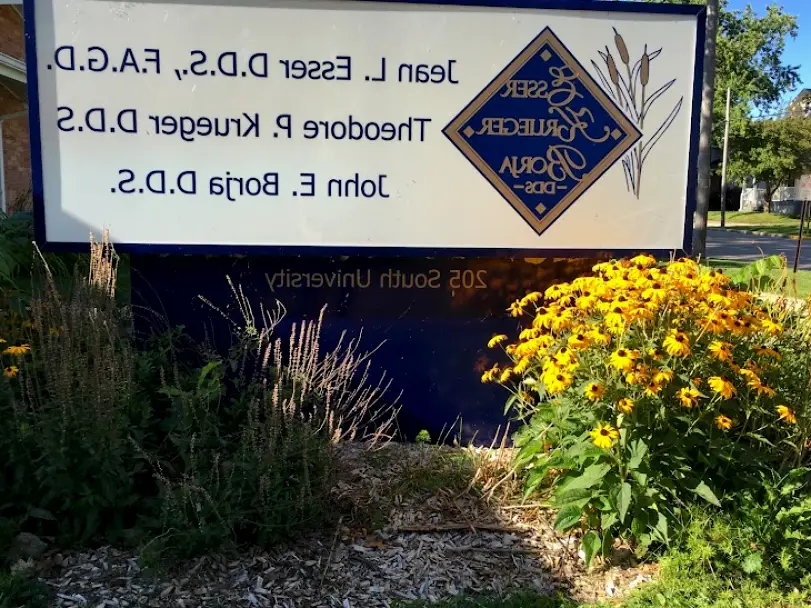 Esser
Krueger
Borja
-DDS-
Jean L. Esser D.D.S., F.A.G.D.
Theodore P. Krueger D.D.S
John E. Borja D.D.S.
205 South University